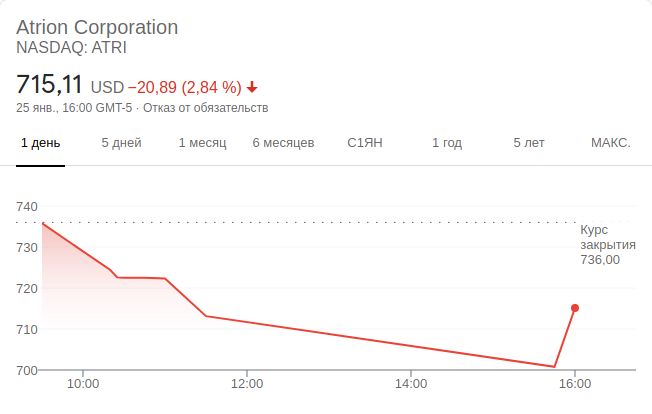 Atrion Corporation
NASDAQ: ATRI
715,11 USD −20,89 (2,84 %)
25 янв., 16:00 GMT-5 · Отказ от обязательств
1 день 5 дней 1 месяц 6 месяцев С1ЯН 1 год 5 лет МАКС.
740
Курс
закрытия
736,00
730
720
710
700
10:00 12:00 14:00 16:00